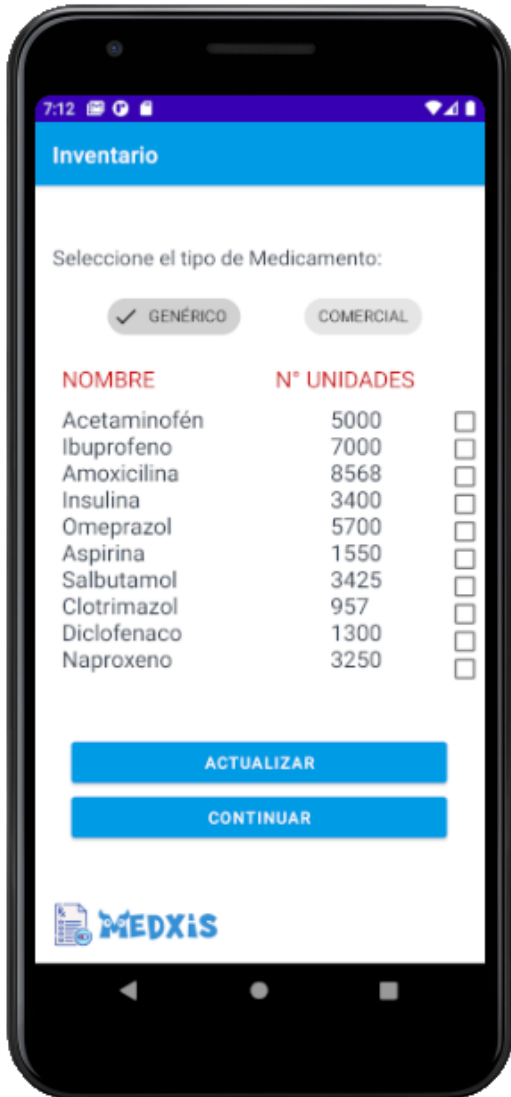 7:12
Inventario
Seleccione el tipo de Medicamento:
GENÉRICO COMERCIAL
NOMBRE N° UNIDADES
Acetaminofén 5000
Ibuprofeno 7000
Amoxicilina 8568
Insulina 3400
Omeprazol 5700
Aspirina 1550
Salbutamol 3425
Clotrimazol 957
Diclofenaco 1300
Naproxeno 3250
ACTUALIZAR
CONTINUAR
MEDXiS